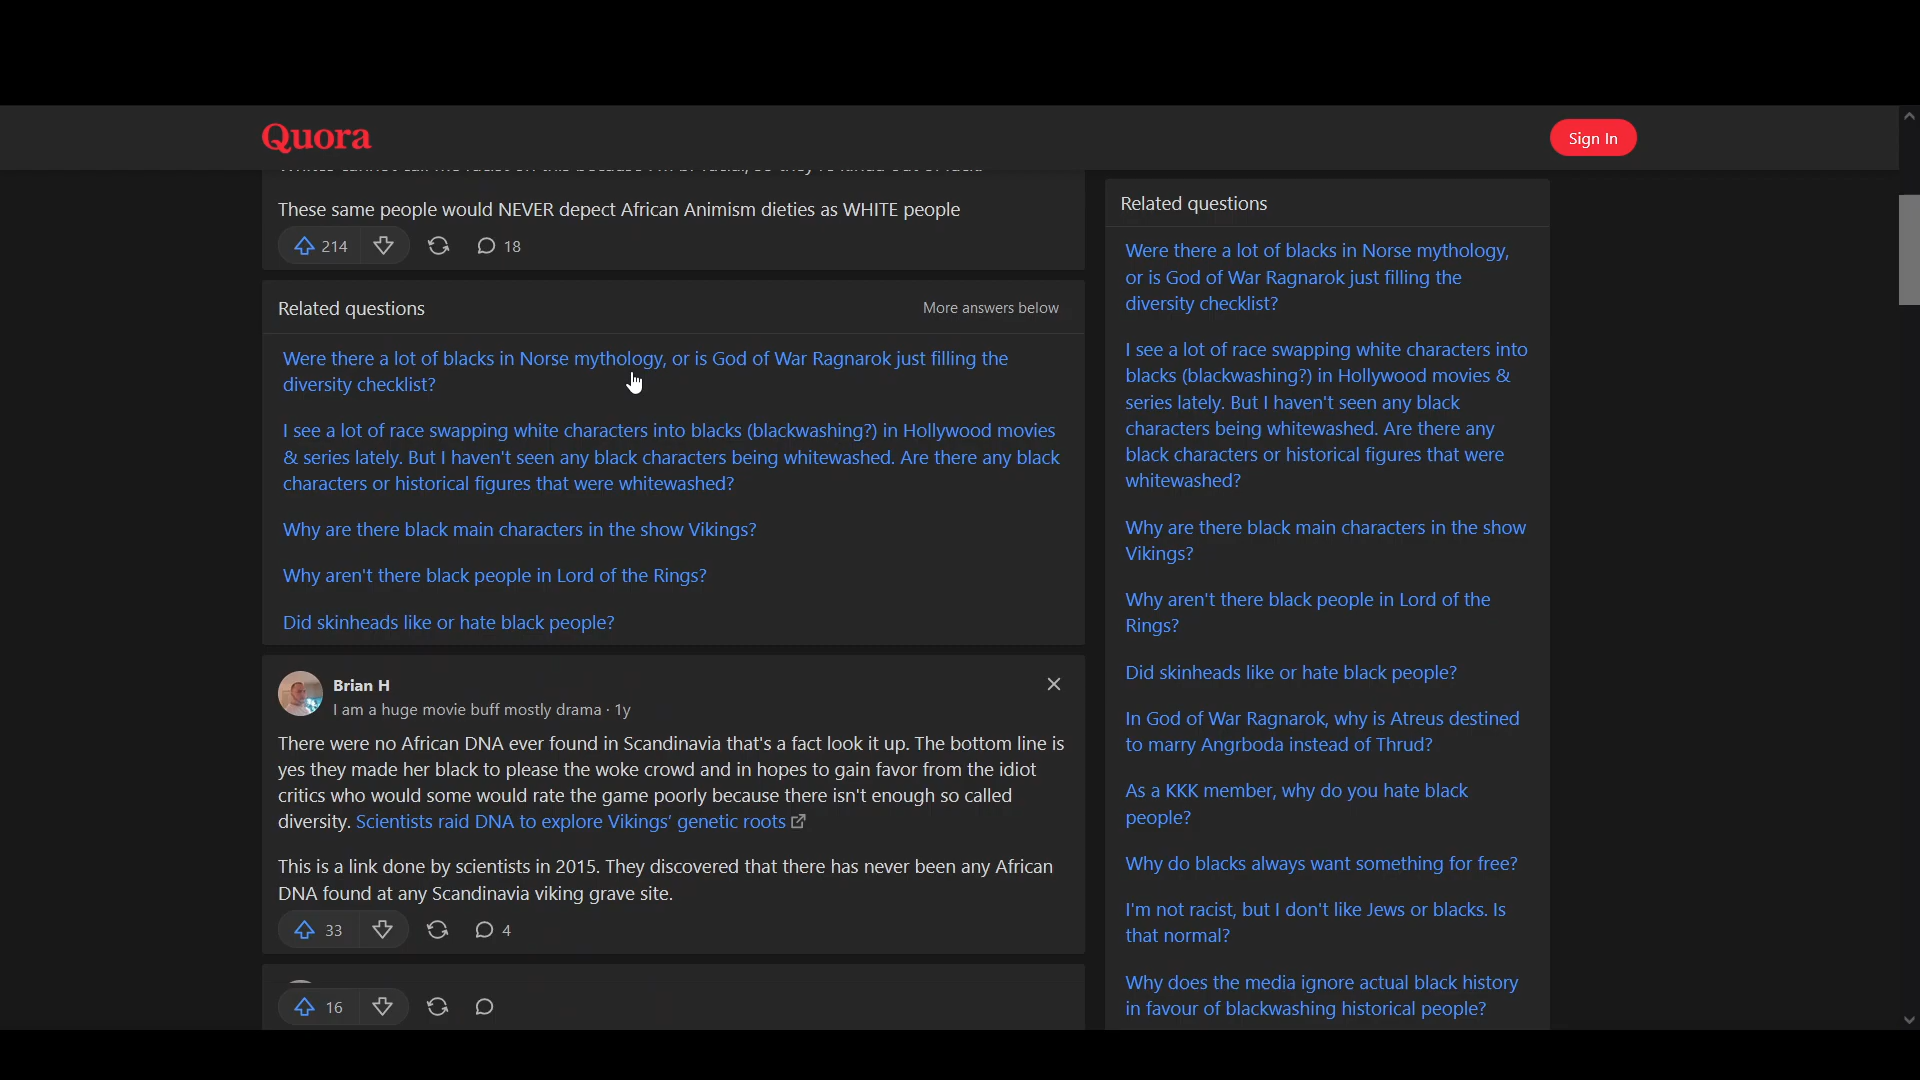 Quora
Sign In
These same people would NEVER depect African Animism dieties as WHITE people
214
18
Related questions
More answers below
Were there a lot of blacks in Norse mythology, or is God of War Ragnarok just filling the
diversity checklist?
I see a lot of race swapping white characters into blacks (blackwashing?) in Hollywood movies
& series lately. But I haven't seen any black characters being whitewashed. Are there any black
characters or historical figures that were whitewashed?
Why are there black main characters in the show Vikings?
Why aren't there black people in Lord of the Rings?
Did skinheads like or hate black people?
Brian H
I am a huge movie buff mostly drama · 1y
There were no African DNA ever found in Scandinavia that's a fact look it up. The bottom line is
yes they made her black to please the woke crowd and in hopes to gain favor from the idiot
critics who would some would rate the game poorly because there isn't enough so called
diversity. Scientists raid DNA to explore Vikings' genetic roots
This is a link done by scientists in 2015. They discovered that there has never been any African
DNA found at any Scandinavia viking grave site.
33
4
16
Related questions
Were there a lot of blacks in Norse mythology,
or is God of War Ragnarok just filling the
diversity checklist?
I see a lot of race swapping white characters into
blacks (blackwashing?) in Hollywood movies &
series lately. But I haven't seen any black
characters being whitewashed. Are there any
black characters or historical figures that were
whitewashed?
Why are there black main characters in the show
Vikings?
Why aren't there black people in Lord of the
Rings?
Did skinheads like or hate black people?
In God of War Ragnarok, why is Atreus destined
to marry Angrboda instead of Thrud?
As a KKK member, why do you hate black
people?
Why do blacks always want something for free?
I'm not racist, but I don't like Jews or blacks. Is
that normal?
Why does the media ignore actual black history
in favour of blackwashing historical people?